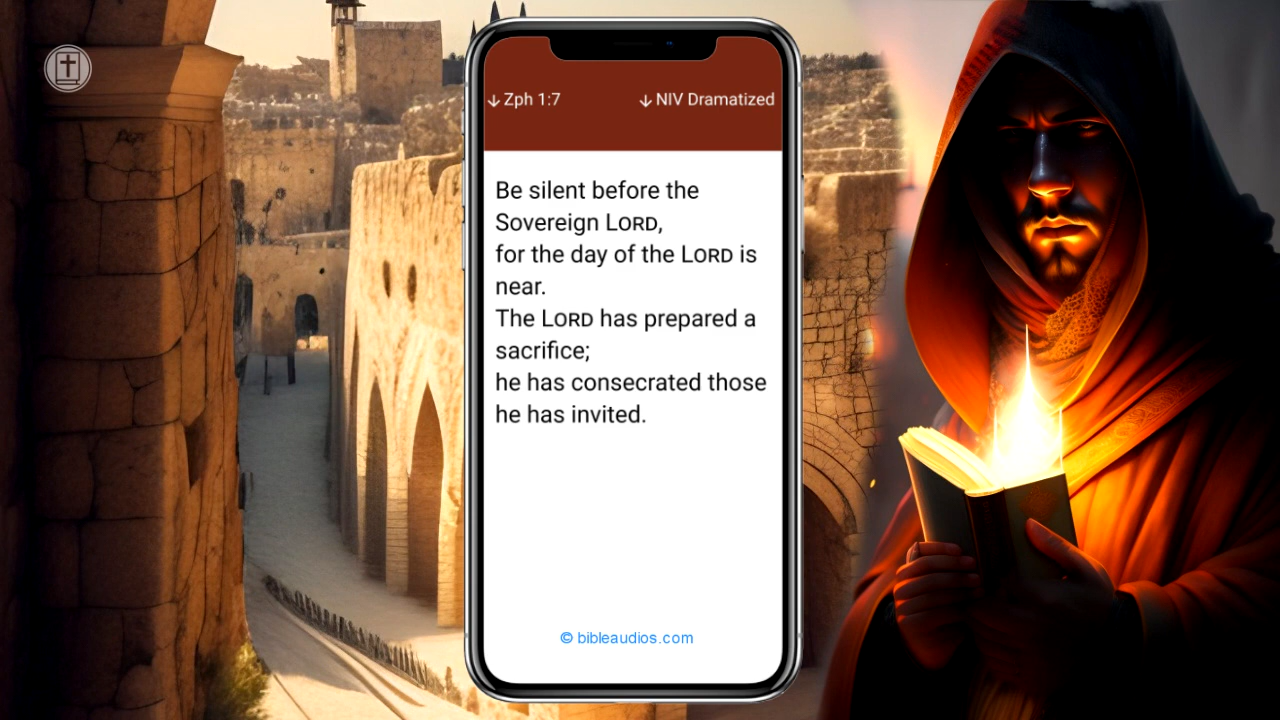 ↓ Zph 1:7 ↓ NIV Dramatized
Be silent before the
Sovereign LORD,
for the day of the LORD is
near.
The LORD has prepared a
sacrifice;
he has consecrated those
he has invited.
© bibleaudios.com